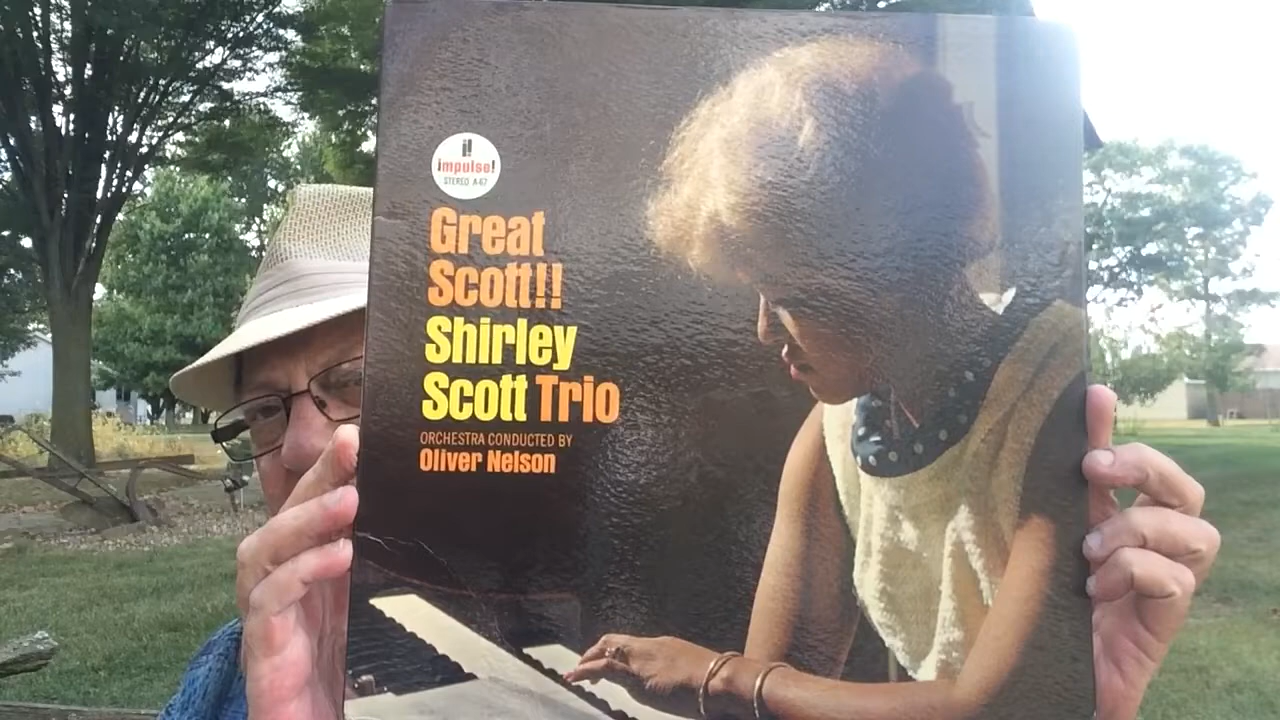 i!
impulse!
STEREO A-67
Great
Scott!!
Shirley
Scott Trio
ORCHESTRA CONDUCTED BY
Oliver Nelson